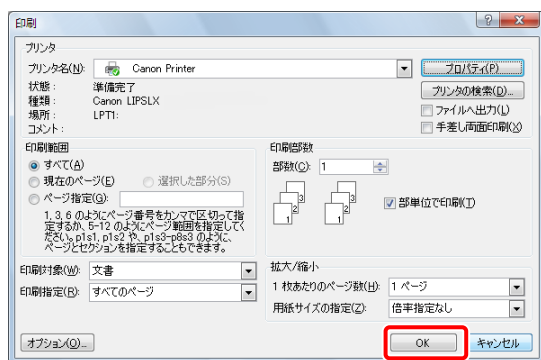 印刷
プリンタ
プリンタ名(N): Canon Printer プロパティ(P)
状態： 準備完了 プリンタの検索(D)...
種類： Canon LIPSLX
場所： LPT1: ファイルへ出力(L)
コメント： 手差し両面印刷(X)
印刷範囲
すべて(A)
現在のページ(E) 選択した部分(S)
ページ指定(G):
1, 3, 6 のようにページ番号をカンマで区切って指
定するか、5-12 のようにページ範囲を指定してく
ださい。p1s1, p1s2 や、p1s3-p8s3 のように、
ページとセクションを指定することもできます。
印刷部数
部数(C): 1
1 2 3 1 2 3
部単位で印刷(T)
印刷対象(W): 文書
印刷指定(R): すべてのページ
拡大/縮小
1 枚あたりのページ数(H): 1 ページ
用紙サイズの指定(Z): 倍率指定なし
オプション(O)... OK キャンセル